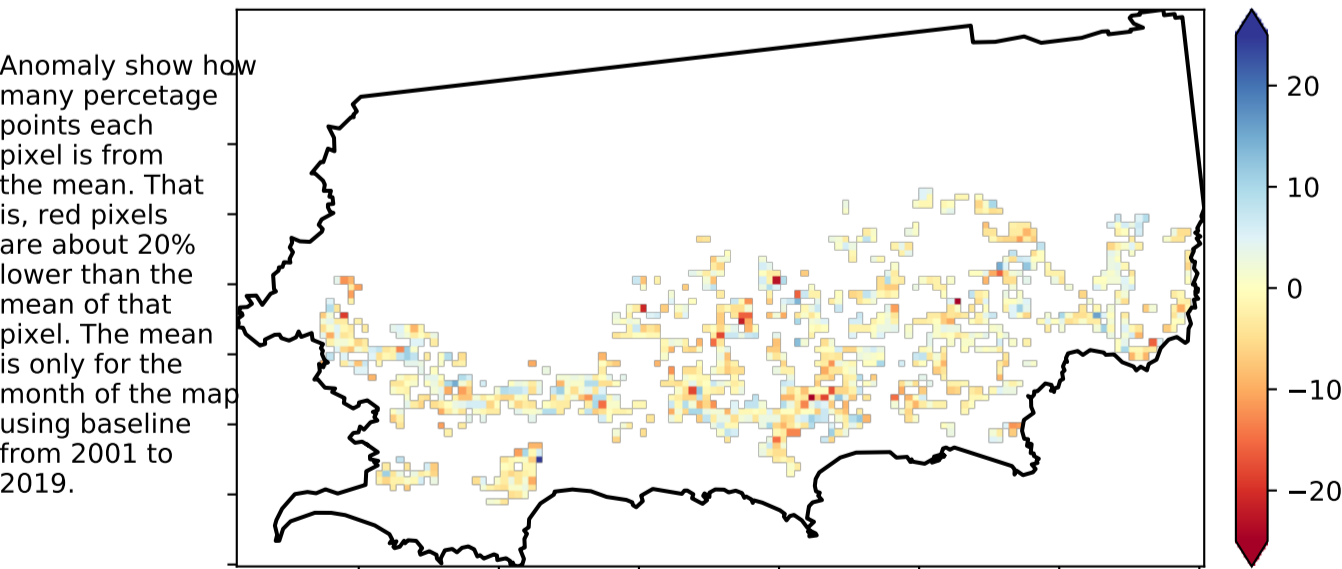 Anomaly show how
many percetage
points each
pixel is from
the mean. That
is, red pixels
are about 20%
lower than the
mean of that
pixel. The mean
is only for the
month of the map
using baseline
from 2001 to
2019.
20
10
0
−10
−20